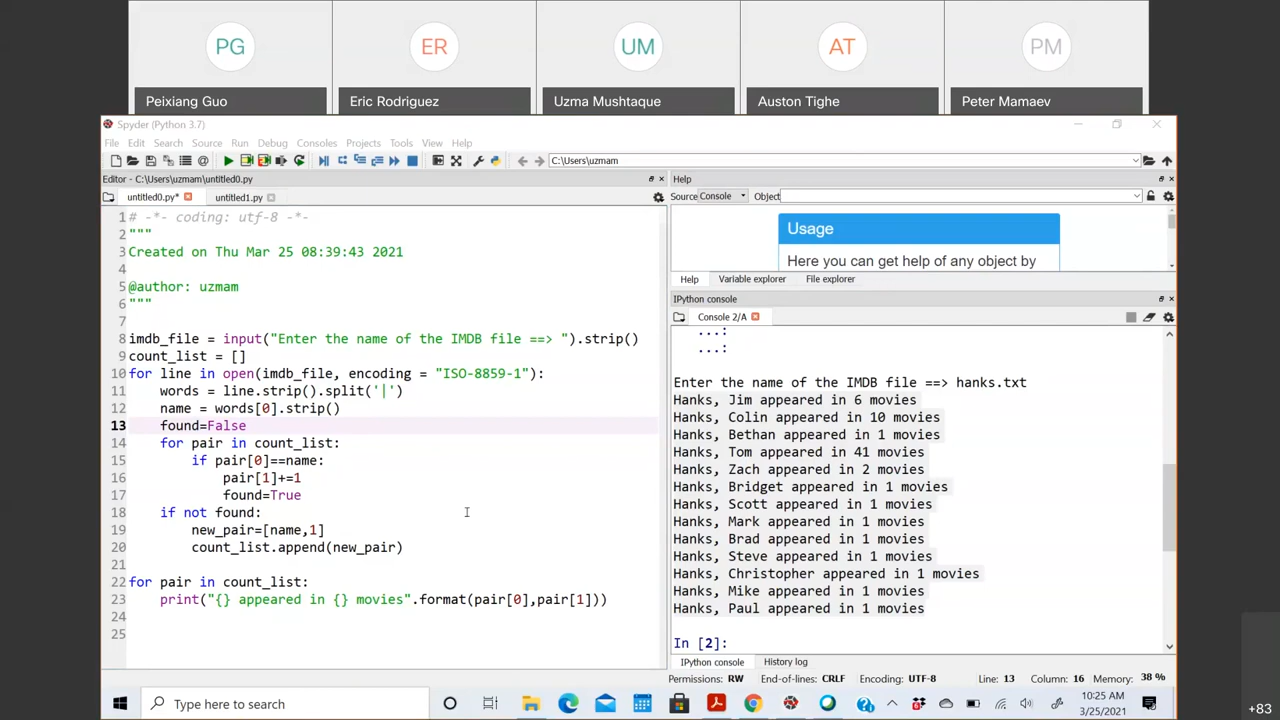 PG
ER
UM
AT
PM
Peixiang Guo
Eric Rodriguez
Uzma Mushtaque
Auston Tighe
Peter Mamaev
Spyder (Python 3.7)
File Edit Search Source Run Debug Consoles Projects Tools View Help
C:\Users\uzmam
Editor - C:\Users\uzmam\untitled0.py
untitled0.py* untitled1.py
1 # -*- coding: utf-8 -*-
2 """
3 Created on Thu Mar 25 08:39:43 2021
4
5 @author: uzmam
6 """
7
8 imdb_file = input("Enter the name of the IMDB file ==> ").strip()
9 count_list = []
10 for line in open(imdb_file, encoding = "ISO-8859-1"):
11 words = line.strip().split('|')
12 name = words[0].strip()
13 found=False
14 for pair in count_list:
15 if pair[0]==name:
16 pair[1]+=1
17 found=True
18 if not found:
19 new_pair=[name,1]
20 count_list.append(new_pair)
21
22 for pair in count_list:
23 print("{} appeared in {} movies".format(pair[0],pair[1]))
24
25
Help
Source Console Object
Usage
Here you can get help of any object by
Help Variable explorer File explorer
IPython console
Console 2/A
...:
...:
Enter the name of the IMDB file ==> hanks.txt
Hanks, Jim appeared in 6 movies
Hanks, Colin appeared in 10 movies
Hanks, Bethan appeared in 1 movies
Hanks, Tom appeared in 41 movies
Hanks, Zach appeared in 2 movies
Hanks, Bridget appeared in 1 movies
Hanks, Scott appeared in 1 movies
Hanks, Mark appeared in 1 movies
Hanks, Brad appeared in 1 movies
Hanks, Steve appeared in 1 movies
Hanks, Christopher appeared in 1 movies
Hanks, Mike appeared in 1 movies
Hanks, Paul appeared in 1 movies
In [2]:
IPython console History log
Permissions: RW End-of-lines: CRLF Encoding: UTF-8 Line: 13 Column: 16 Memory: 38 %
Type here to search
10:25 AM
3/25/2021
+83